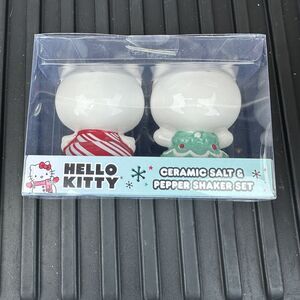 HELLO
KITTY
CERAMIC SALT &
PEPPER SHAKER SET